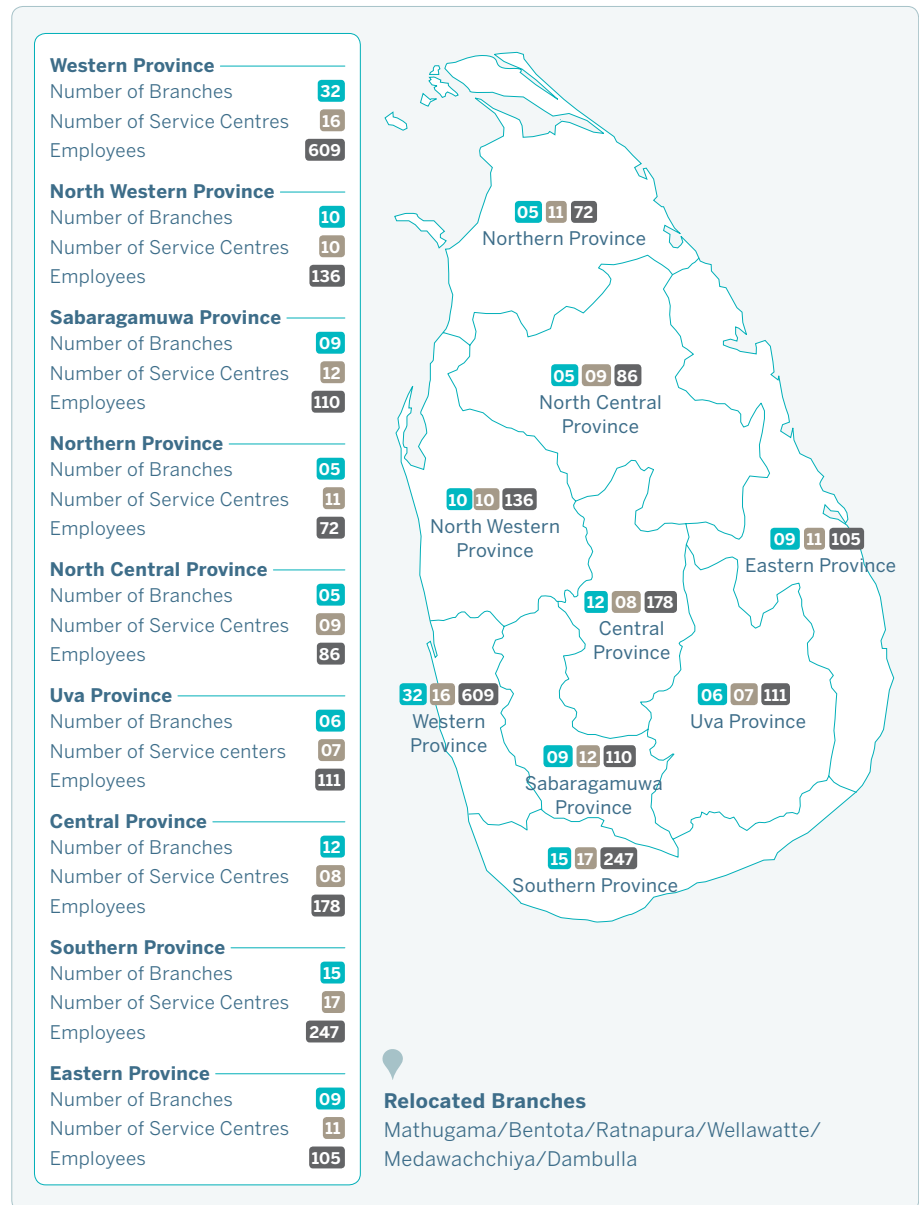 Western Province
Number of Branches 32
Number of Service Centres 16
Employees 609
North Western Province
Number of Branches 10
Number of Service Centres 10
Employees 136
Sabaragamuwa Province
Number of Branches 09
Number of Service Centres 12
Employees 110
Northern Province
Number of Branches 05
Number of Service Centres 11
Employees 72
North Central Province
Number of Branches 05
Number of Service Centres 09
Employees 86
Uva Province
Number of Branches 06
Number of Service centers 07
Employees 111
Central Province
Number of Branches 12
Number of Service Centres 08
Employees 178
Southern Province
Number of Branches 15
Number of Service Centres 17
Employees 247
Eastern Province
Number of Branches 09
Number of Service Centres 11
Employees 105
05 11 72
Northern Province
05 09 86
North Central
Province
10 10 136
North Western
Province
09 11 105
Eastern Province
12 08 178
Central
Province
32 16 609
Western
Province
06 07 111
Uva Province
09 12 110
Sabaragamuwa
Province
15 17 247
Southern Province
Relocated Branches
Mathugama/Bentota/Ratnapura/Wellawatte/
Medawachchiya/Dambulla